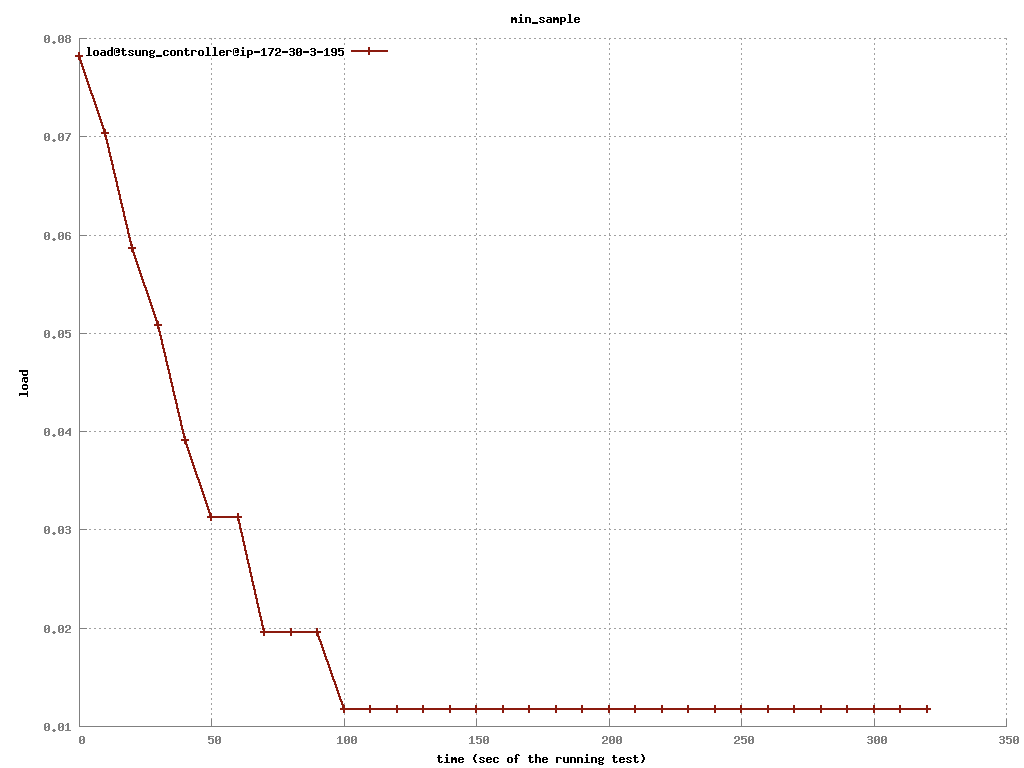 min_sample
0.08
load@tsung_controller@ip-172-30-3-195
0.07
0.06
0.05
load
0.04
0.03
0.02
0.01
0 50 100 150 200 250 300 350
time (sec of the running test)